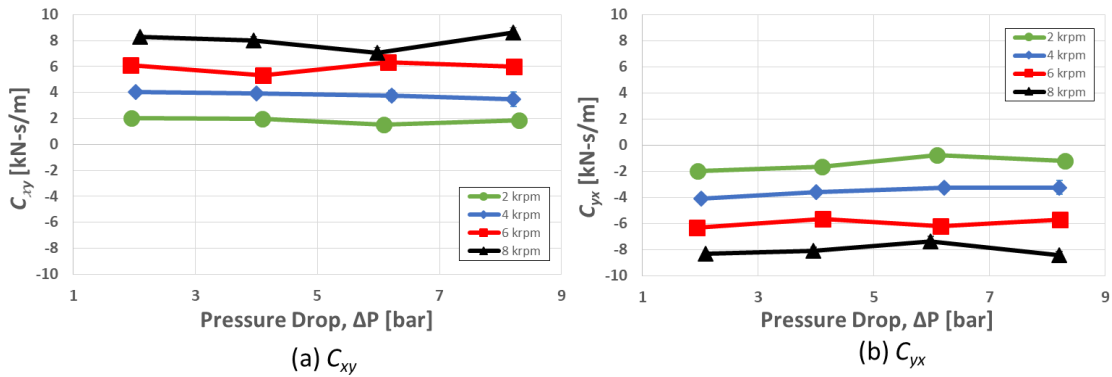 10
8
6
4
2
0
-2
-4
-6
-8
-10
C_xy [kN-s/m]
2 krpm
4 krpm
6 krpm
8 krpm
1 3 5 7 9
Pressure Drop, ΔP [bar]
(a) C_xy
10
8
6
4
2
0
-2
-4
-6
-8
-10
C_yx [kN-s/m]
2 krpm
4 krpm
6 krpm
8 krpm
1 3 5 7 9
Pressure Drop, ΔP [bar]
(b) C_yx